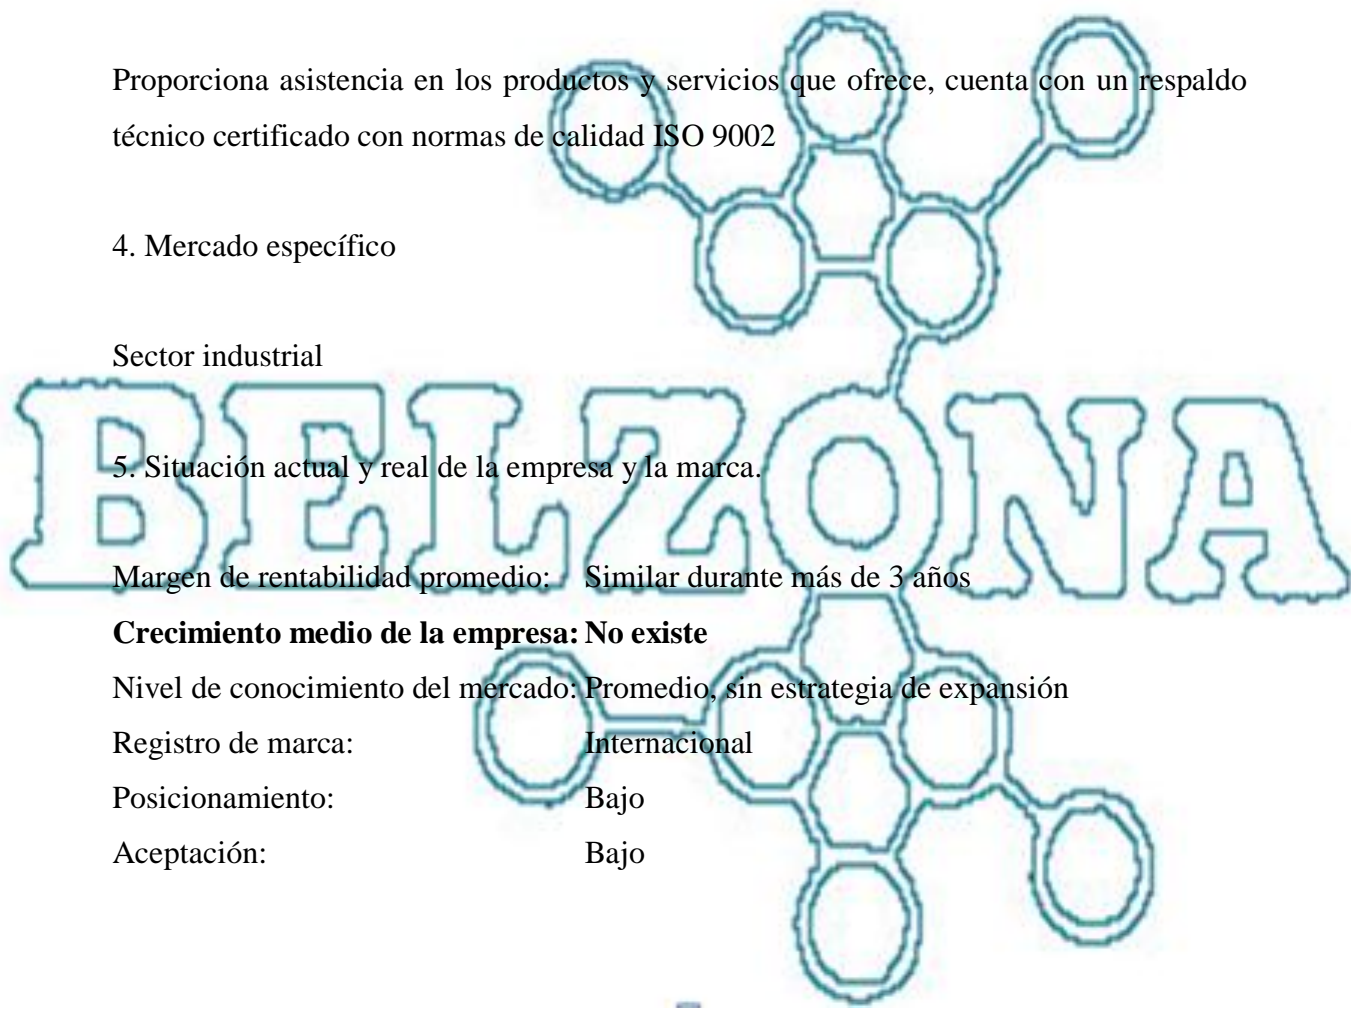 Proporciona asistencia en los productos y servicios que ofrece, cuenta con un respaldo
técnico certificado con normas de calidad ISO 9002
4. Mercado específico
Sector industrial
BELZONA
5. Situación actual y real de la empresa y la marca.
Margen de rentabilidad promedio: Similar durante más de 3 años
Crecimiento medio de la empresa: No existe
Nivel de conocimiento del mercado: Promedio, sin estrategia de expansión
Registro de marca: Internacional
Posicionamiento: Bajo
Aceptación: Bajo